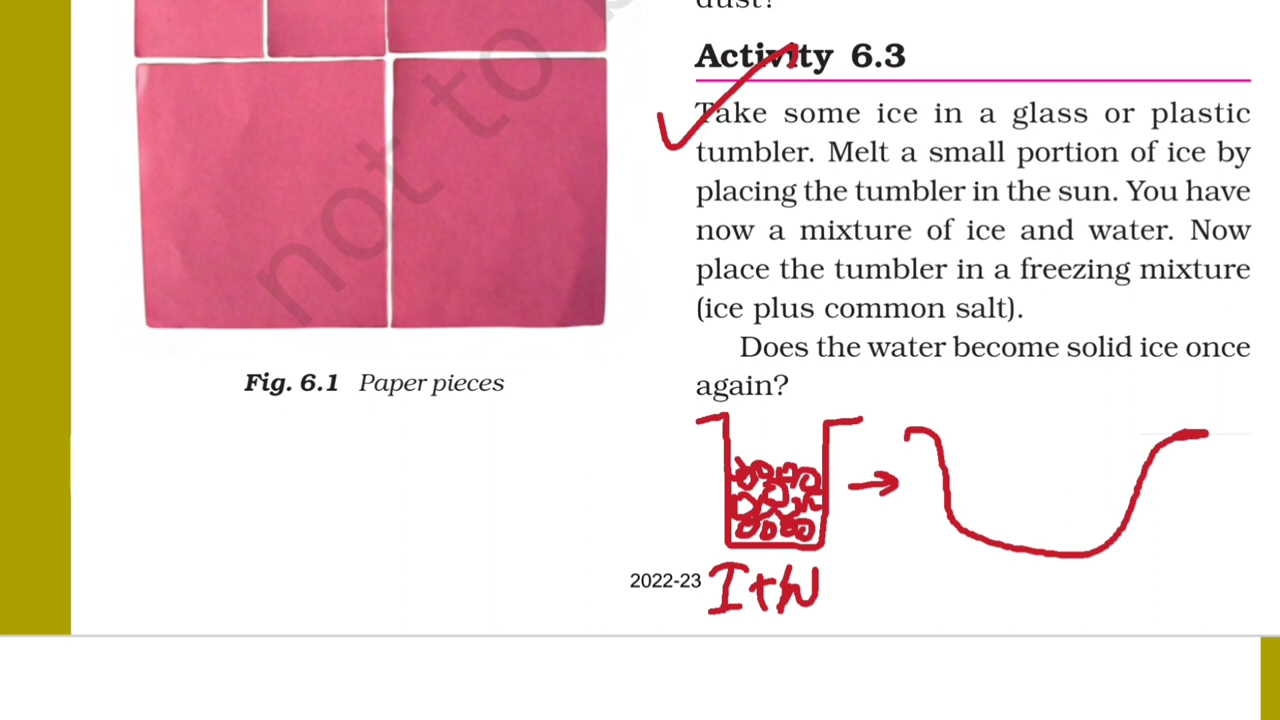 not to
Fig. 6.1 Paper pieces
dust?
Activity 6.3
Take some ice in a glass or plastic
tumbler. Melt a small portion of ice by
placing the tumbler in the sun. You have
now a mixture of ice and water. Now
place the tumbler in a freezing mixture
(ice plus common salt).
Does the water become solid ice once
again?
I+W
2022-23